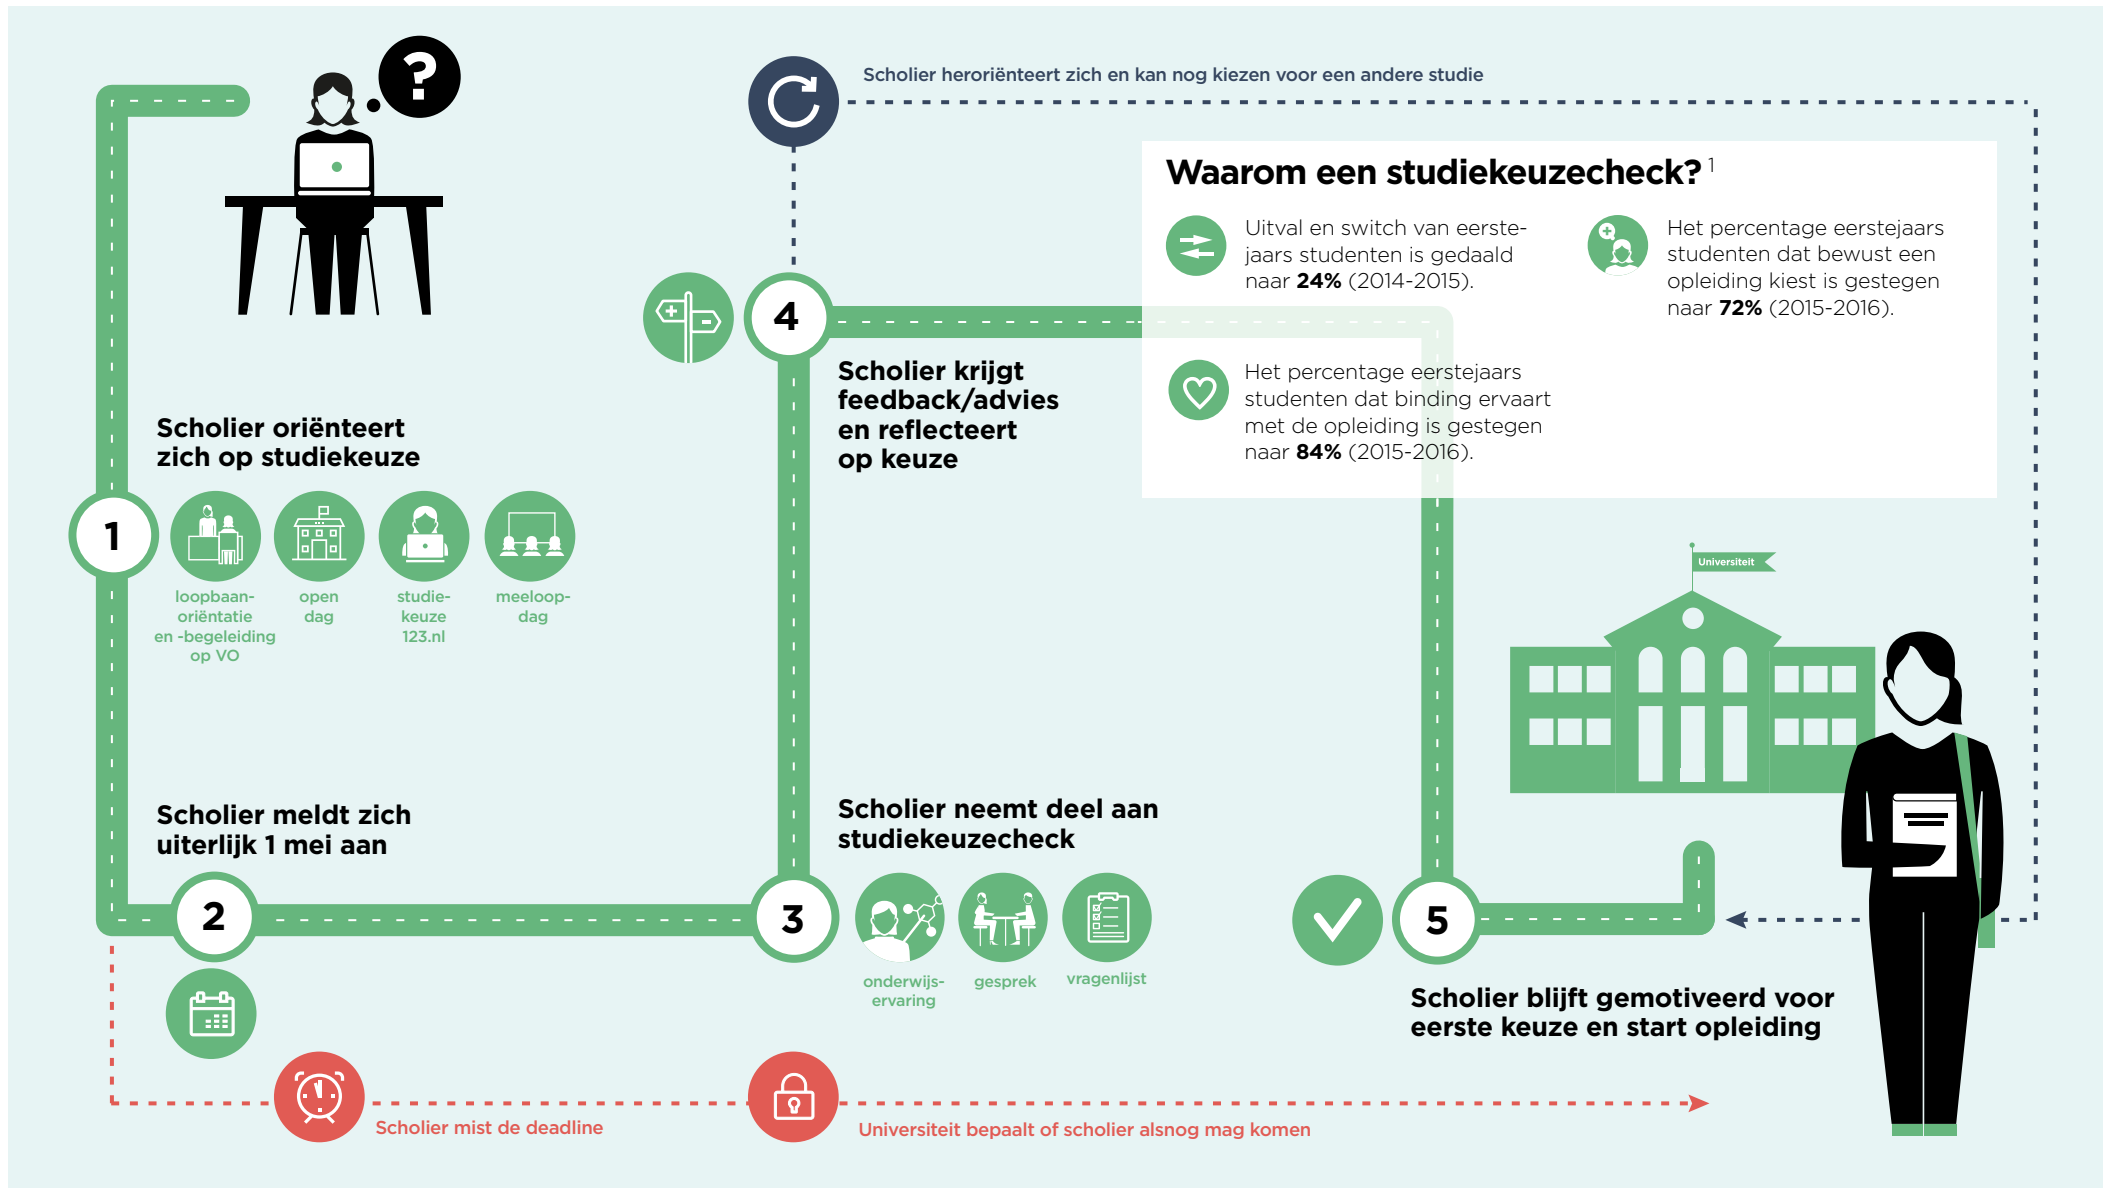 ?
Scholier heroriënteert zich en kan nog kiezen voor een andere studie
Waarom een studiekeuzecheck? 1
Uitval en switch van eerste-
jaars studenten is gedaald
naar 24% (2014-2015).
Het percentage eerstejaars
studenten dat bewust een
opleiding kiest is gestegen
naar 72% (2015-2016).
Het percentage eerstejaars
studenten dat binding ervaart
met de opleiding is gestegen
naar 84% (2015-2016).
1
Scholier oriënteert
zich op studiekeuze
loopbaan-
oriëntatie
en -begeleiding
op VO
open
dag
studie-
keuze
123.nl
meeloop-
dag
2
Scholier meldt zich
uiterlijk 1 mei aan
3
Scholier neemt deel aan
studiekeuzecheck
onderwijs-
ervaring
gesprek
vragenlijst
4
Scholier krijgt
feedback/advies
en reflecteert
op keuze
Universiteit
5
Scholier blijft gemotiveerd voor
eerste keuze en start opleiding
Scholier mist de deadline
Universiteit bepaalt of scholier alsnog mag komen